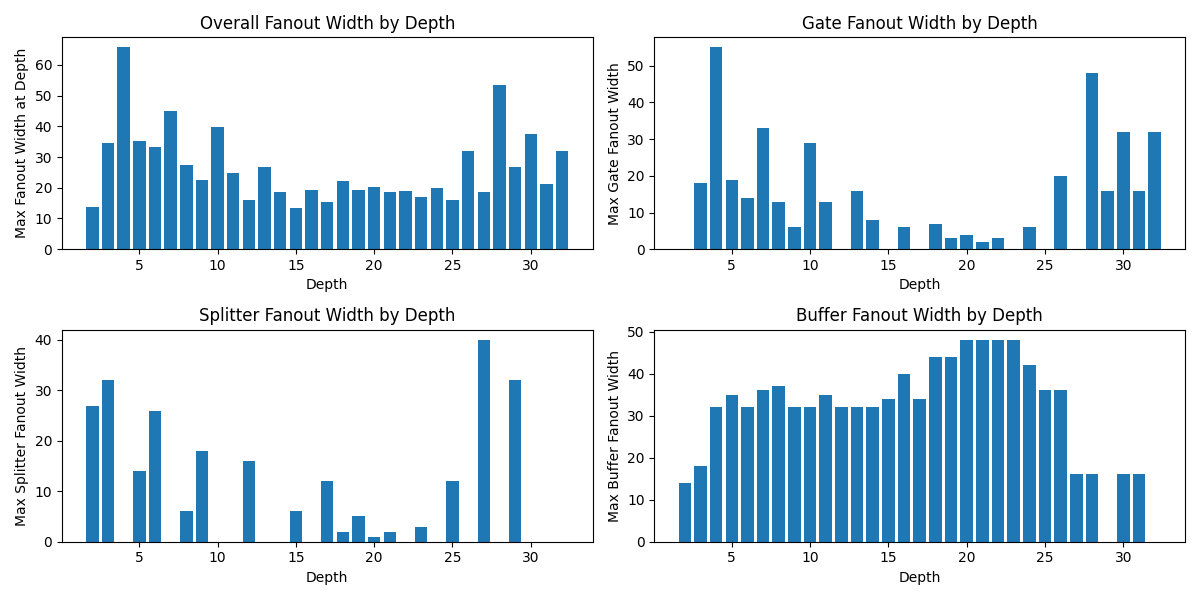 Overall Fanout Width by Depth
Max Fanout Width at Depth
0
10
20
30
40
50
60
5 10 15 20 25 30
Depth
Gate Fanout Width by Depth
Max Gate Fanout Width
0
10
20
30
40
50
5 10 15 20 25 30
Depth
Splitter Fanout Width by Depth
Max Splitter Fanout Width
0
10
20
30
40
5 10 15 20 25 30
Depth
Buffer Fanout Width by Depth
Max Buffer Fanout Width
0
10
20
30
40
50
5 10 15 20 25 30
Depth